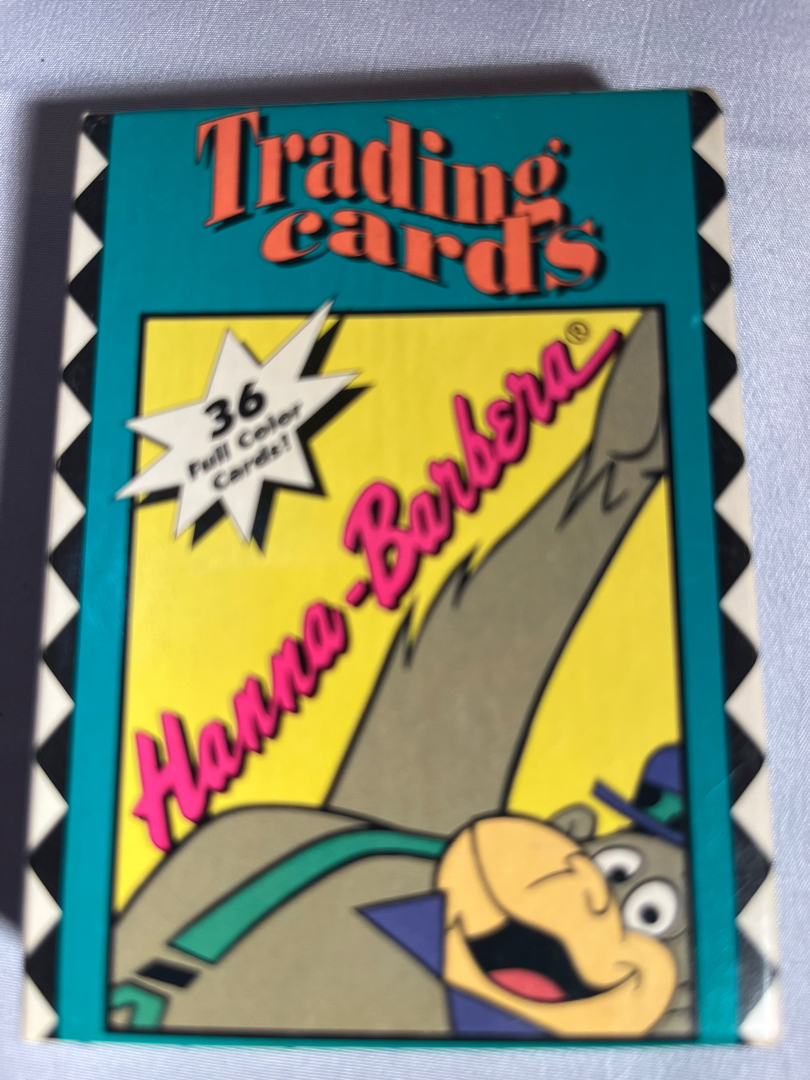 Trading
cards
36
Full Color
Cards!
Hanna-Barbera®